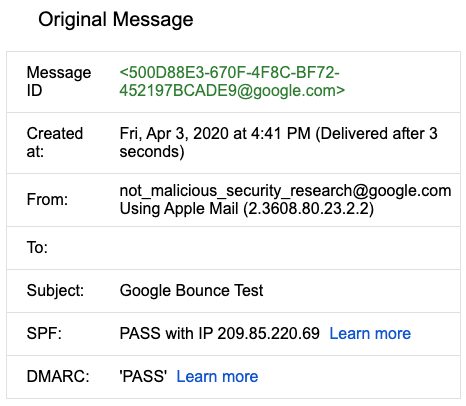 Original Message
Message ID
<500D88E3-670F-4F8C-BF72-452197BCADE9@google.com>
Created at:
Fri, Apr 3, 2020 at 4:41 PM (Delivered after 3 seconds)
From:
not_malicious_security_research@google.com
Using Apple Mail (2.3608.80.23.2.2)
To:
Subject:
Google Bounce Test
SPF:
PASS with IP 209.85.220.69 Learn more
DMARC:
'PASS' Learn more